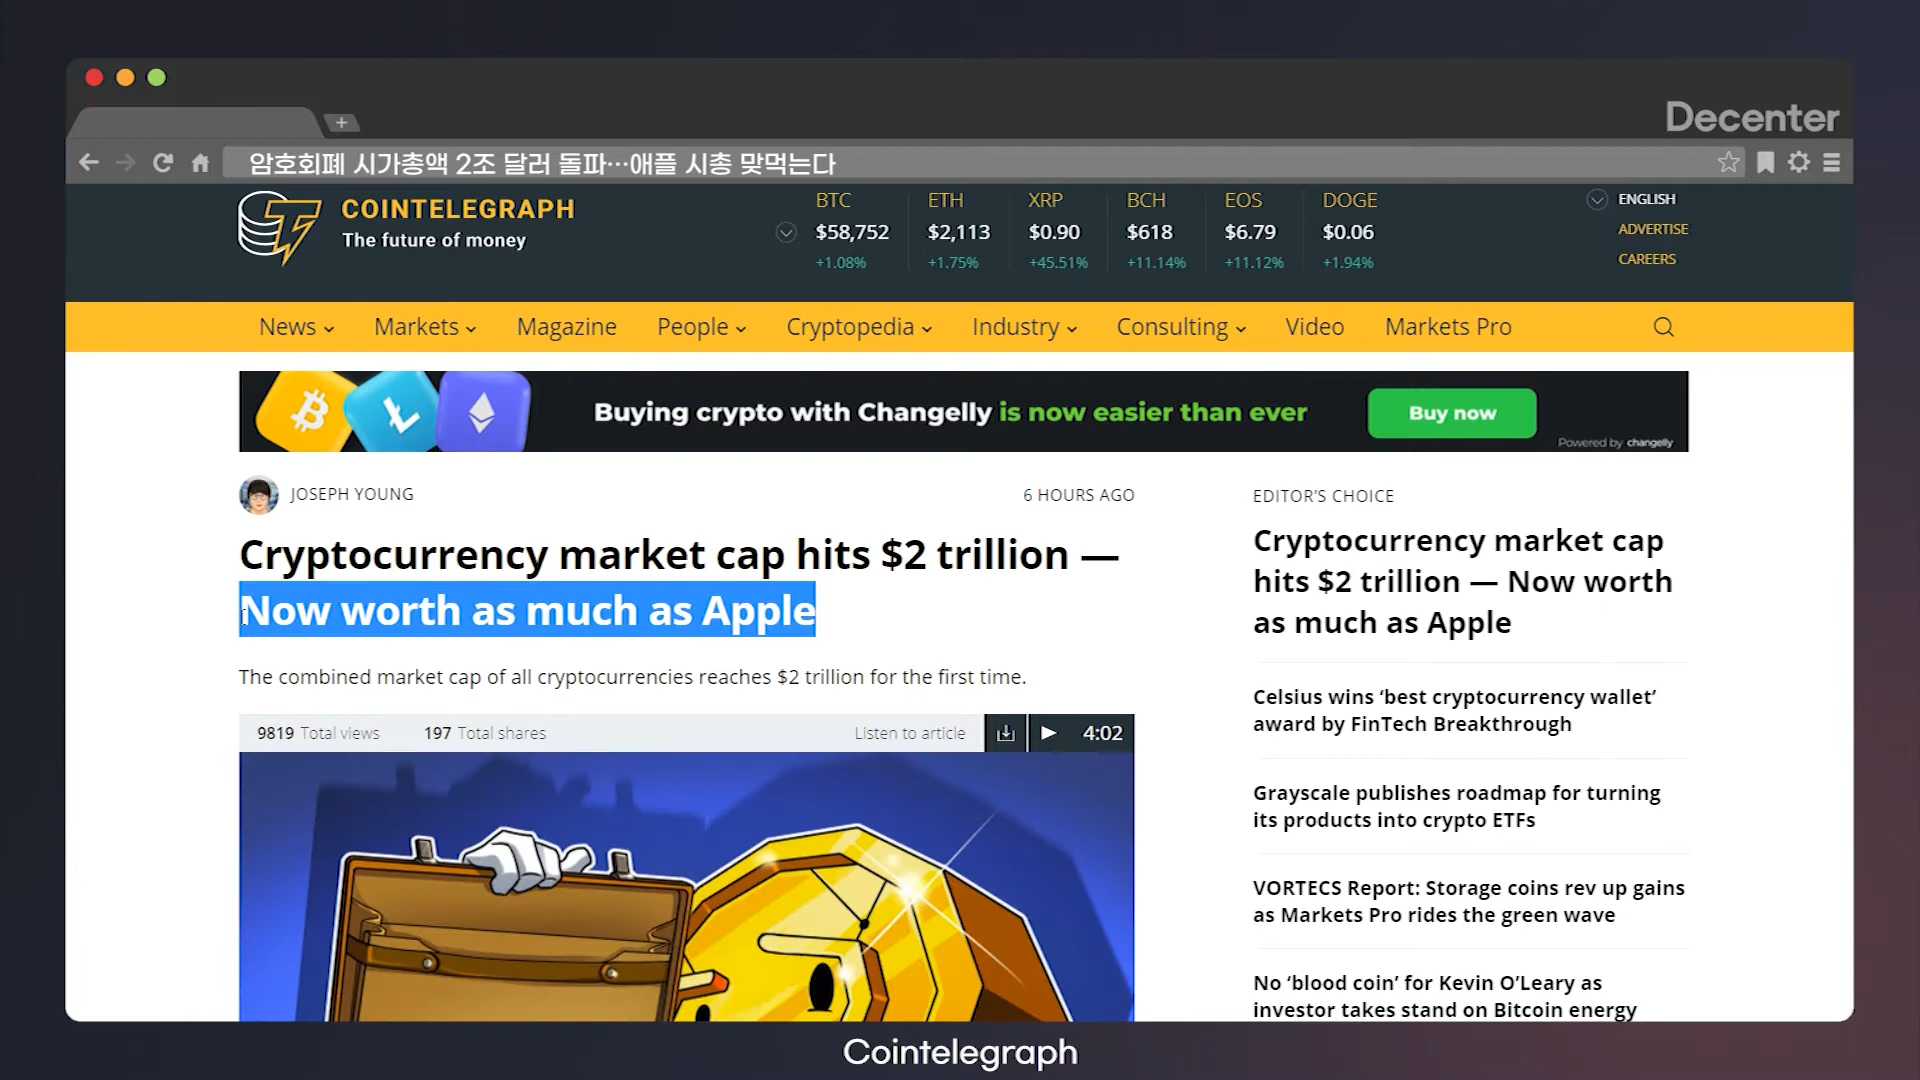 Decenter
암호회폐 시가총액 2조 달러 돌파…애플 시총 맞먹는다
COINTELEGRAPH
The future of money
BTC ETH XRP BCH EOS DOGE
$58,752 $2,113 $0.90 $618 $6.79 $0.06
+1.08% +1.75% +45.51% +11.14% +11.12% +1.94%
ENGLISH
ADVERTISE
CAREERS
News Markets Magazine People Cryptopedia Industry Consulting Video Markets Pro
Buying crypto with Changelly is now easier than ever
Buy now
Powered by changelly
JOSEPH YOUNG
6 HOURS AGO
Cryptocurrency market cap hits $2 trillion —
Now worth as much as Apple
The combined market cap of all cryptocurrencies reaches $2 trillion for the first time.
9819 Total views 197 Total shares
Listen to article
4:02
EDITOR'S CHOICE
Cryptocurrency market cap
hits $2 trillion — Now worth
as much as Apple
Celsius wins ‘best cryptocurrency wallet’
award by FinTech Breakthrough
Grayscale publishes roadmap for turning
its products into crypto ETFs
VORTECS Report: Storage coins rev up gains
as Markets Pro rides the green wave
No ‘blood coin’ for Kevin O’Leary as
investor takes stand on Bitcoin energy
Cointelegraph